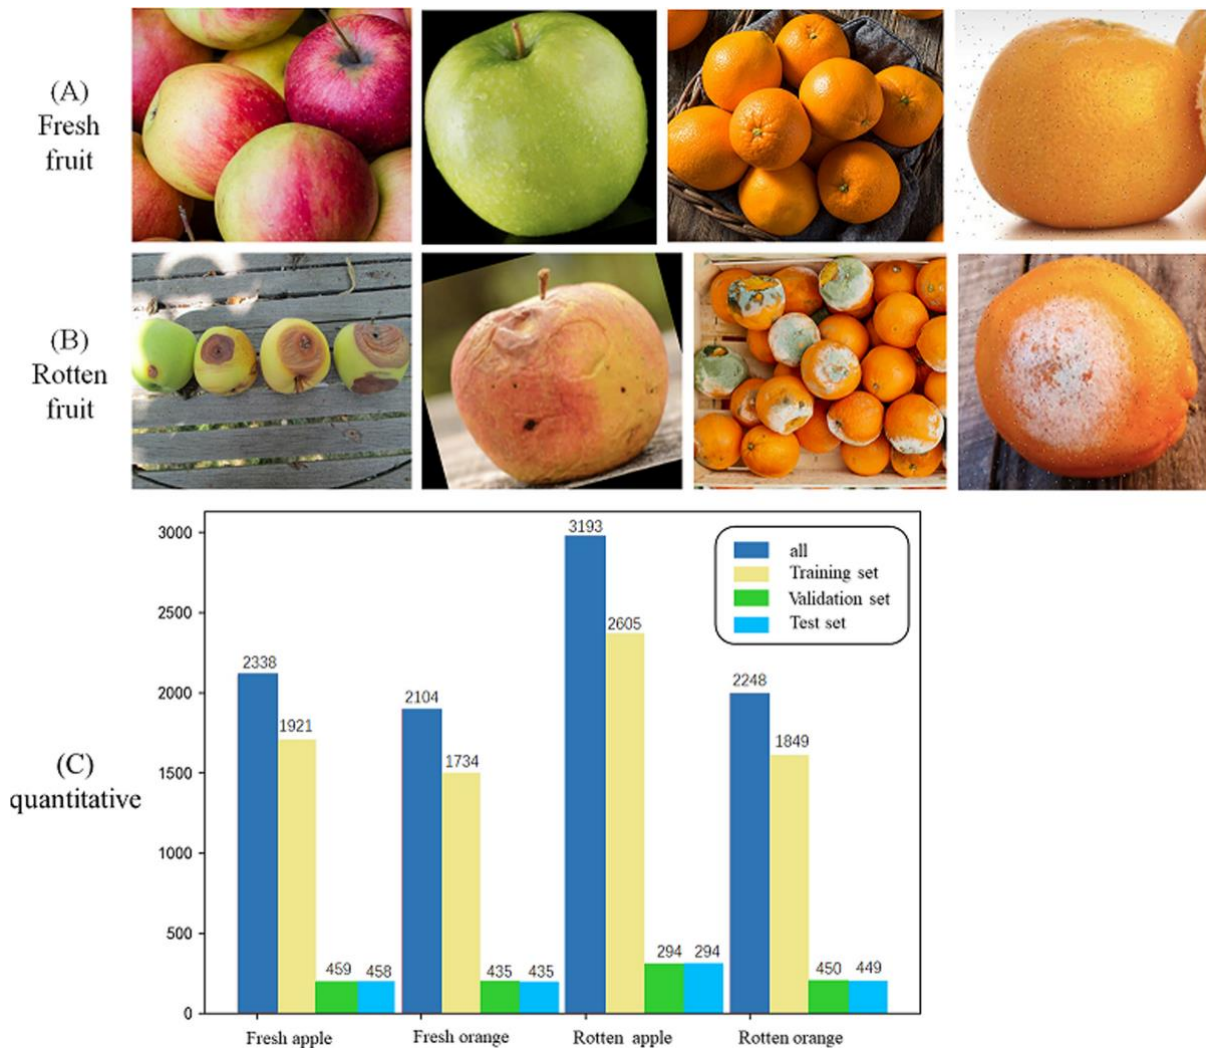 (A)
Fresh
fruit
(B)
Rotten
fruit
(C)
quantitative
3000
2500
2000
1500
1000
500
0
all
Training set
Validation set
Test set
2338
1921
459
458
2104
1734
435
435
3193
2605
294
294
2248
1849
450
449
Fresh apple
Fresh orange
Rotten apple
Rotten orange